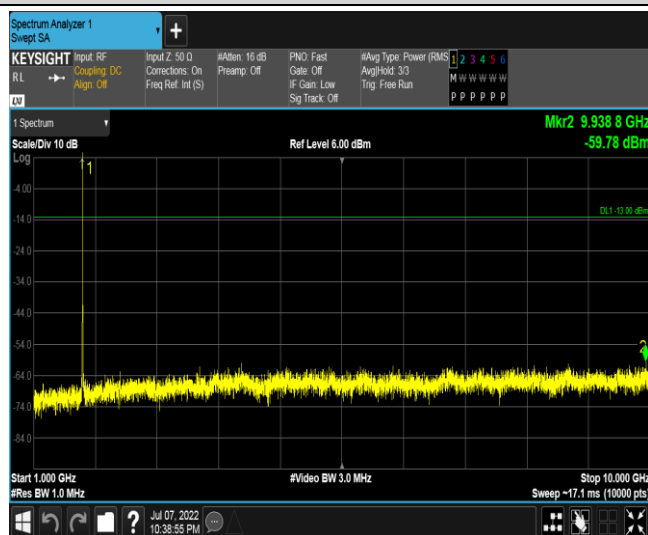 Spectrum Analyzer 1
Swept SA
+
KEYSIGHT
RL
LXI
Input: RF
Coupling: DC
Align: Off
Input Z: 50 Ω
Corrections: On
Freq Ref: Int (S)
#Atten: 16 dB
Preamp: Off
PNO: Fast
Gate: Off
IF Gain: Low
Sig Track: Off
#Avg Type: Power (RMS
Avg|Hold: 3/3
Trig: Free Run
1 2 3 4 5 6
M W W W W W
P P P P P P
1 Spectrum
Scale/Div 10 dB
Ref Level 6.00 dBm
Mkr2 9.938 8 GHz
-59.78 dBm
Log
1
-4.00
DL1 -13.00 dBm
-14.0
-24.0
-34.0
-44.0
-54.0
2
-64.0
-74.0
-84.0
Start 1.000 GHz
#Video BW 3.0 MHz
Stop 10.000 GHz
#Res BW 1.0 MHz
Sweep ~17.1 ms (10000 pts)
?
Jul 07, 2022
10:38:55 PM